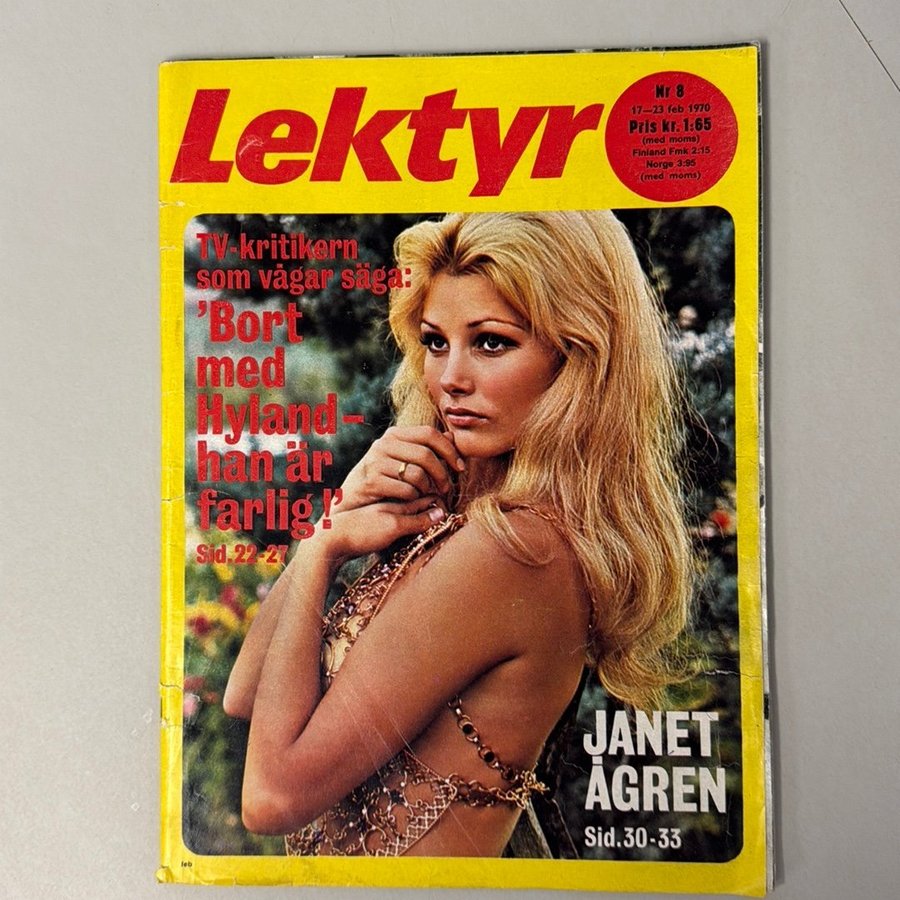 Lektyr
Nr 8
17—23 feb 1970
Pris kr. 1:65
(med moms)
Finland Fmk 2:15
Norge 3:95
(med moms)
TV-kritikern
som vågar säga:
’Bort
med
Hyland-
han är
farlig!’
Sid.22-27
JANET
ÅGREN
Sid.30-33
feb